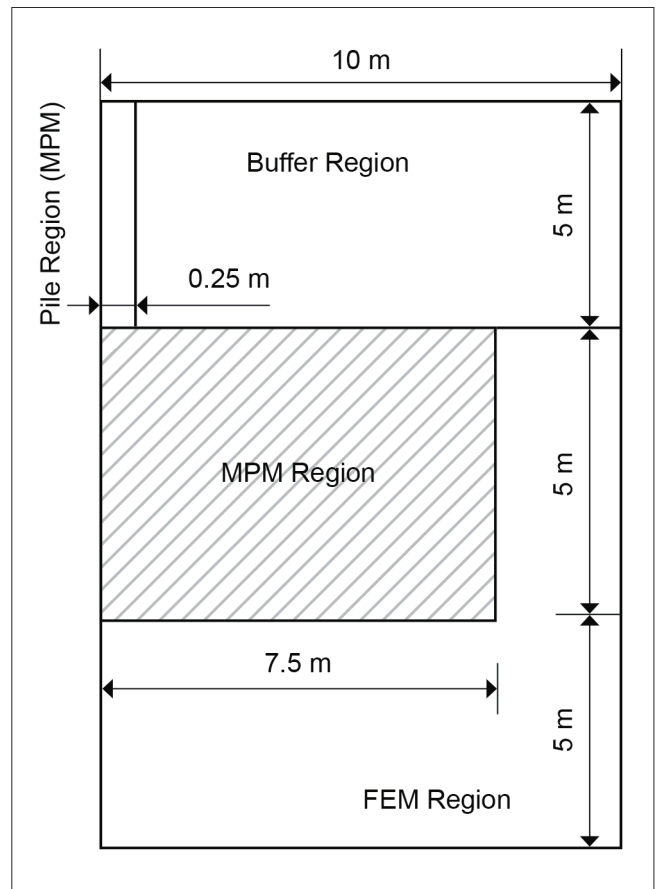 10 m
Pile Region (MPM)
Buffer Region
5 m
0.25 m
MPM Region
5 m
7.5 m
5 m
FEM Region